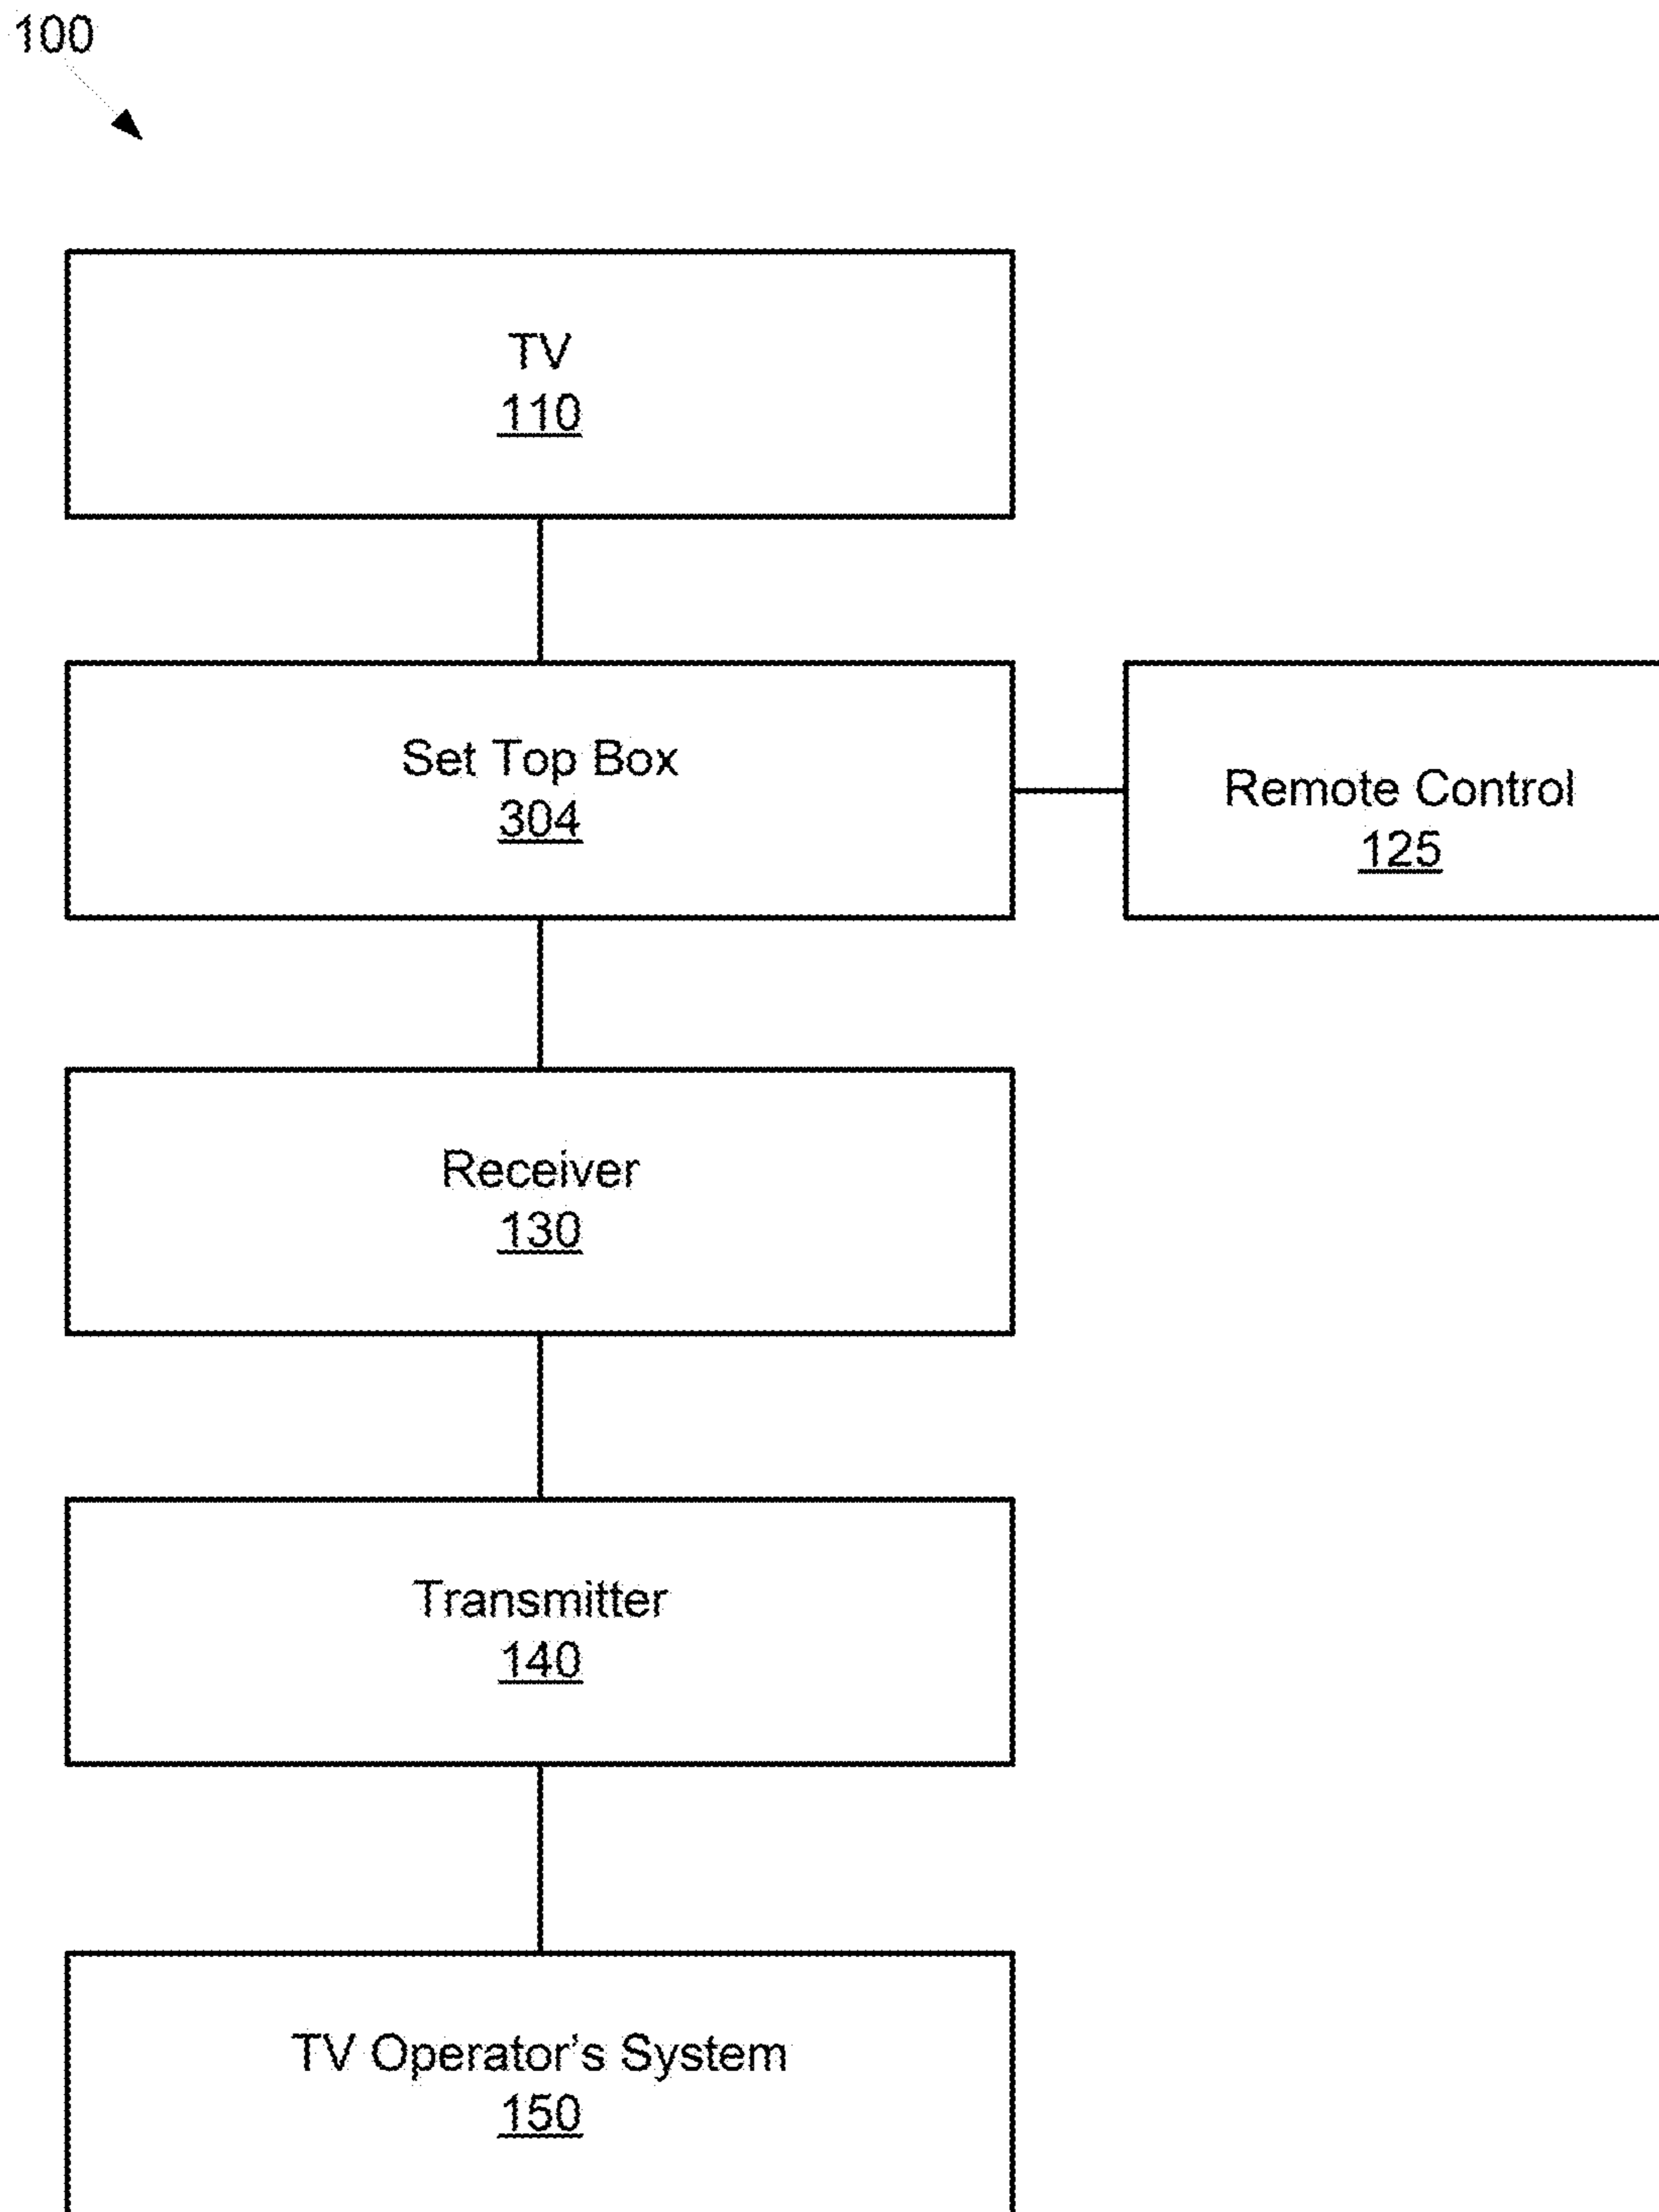 100
TV
110
Set Top Box
304
Remote Control
125
Receiver
130
Transmitter
140
TV Operator's System
150